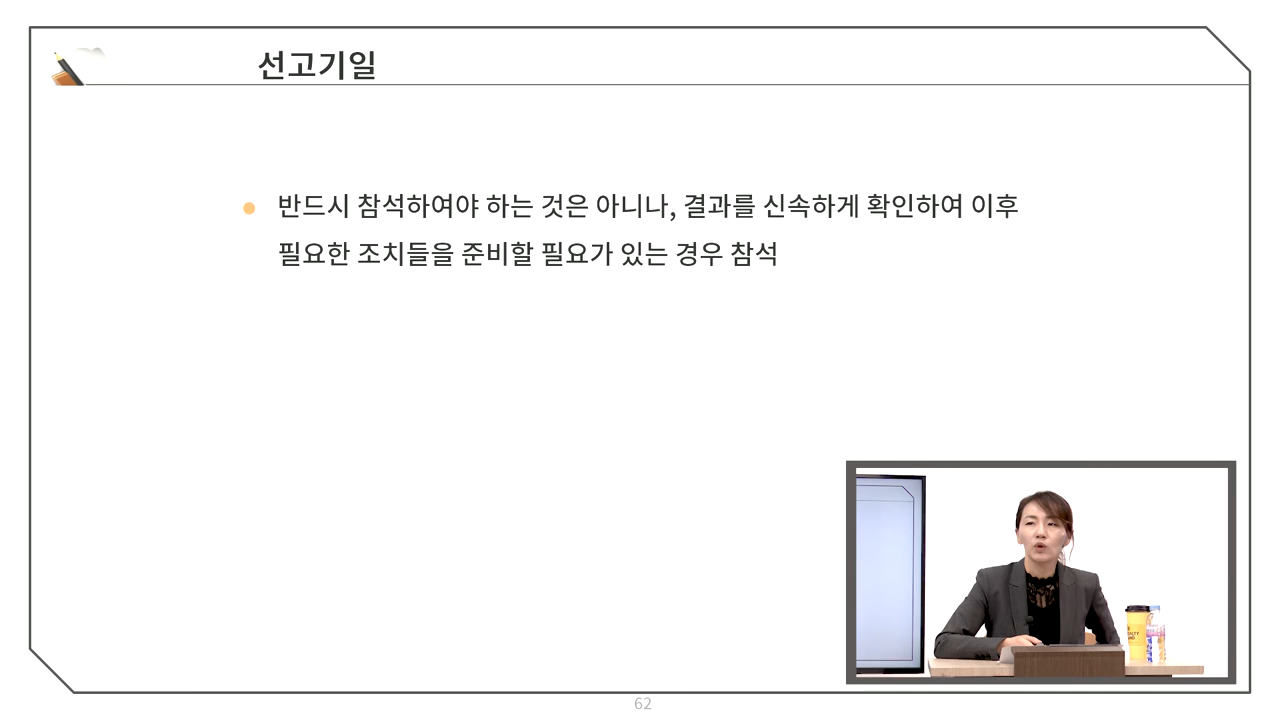 선고기일
반드시 참석하여야 하는 것은 아니나, 결과를 신속하게 확인하여 이후
필요한 조치들을 준비할 필요가 있는 경우 참석
62